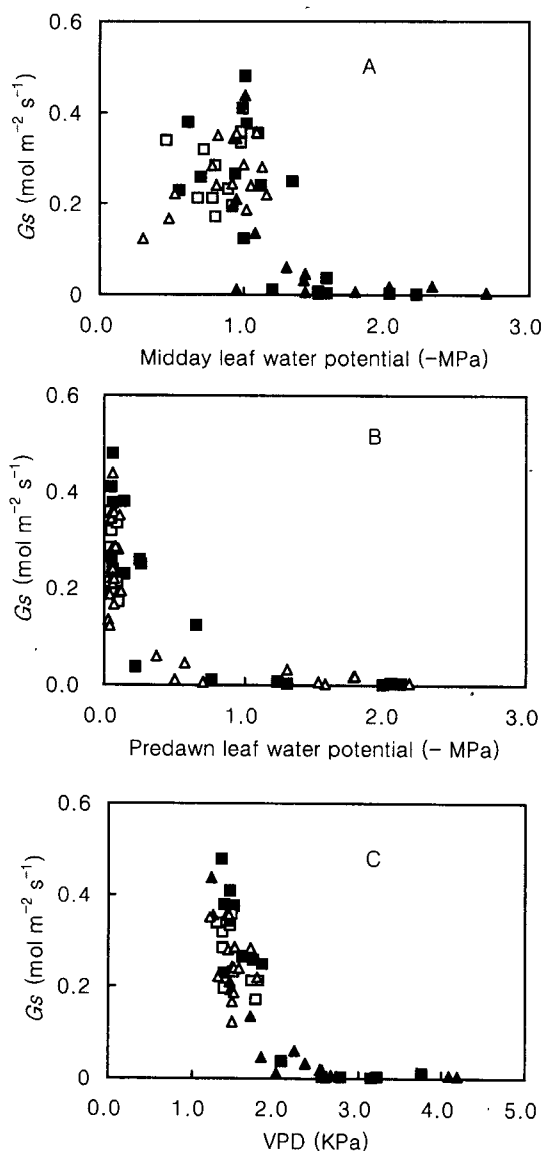 0.6
A
0.4
Gs (mol m⁻² s⁻¹)
0.2
0
0.0 1.0 2.0 3.0
Midday leaf water potential (−MPa)
0.6
B
0.4
Gs (mol m⁻² s⁻¹)
0.2
0.0
0.0 1.0 2.0 3.0
Predawn leaf water potential (− MPa)
0.6
C
0.4
Gs (mol m⁻² s⁻¹)
0.2
0
0.0 1.0 2.0 3.0 4.0 5.0
VPD (KPa)